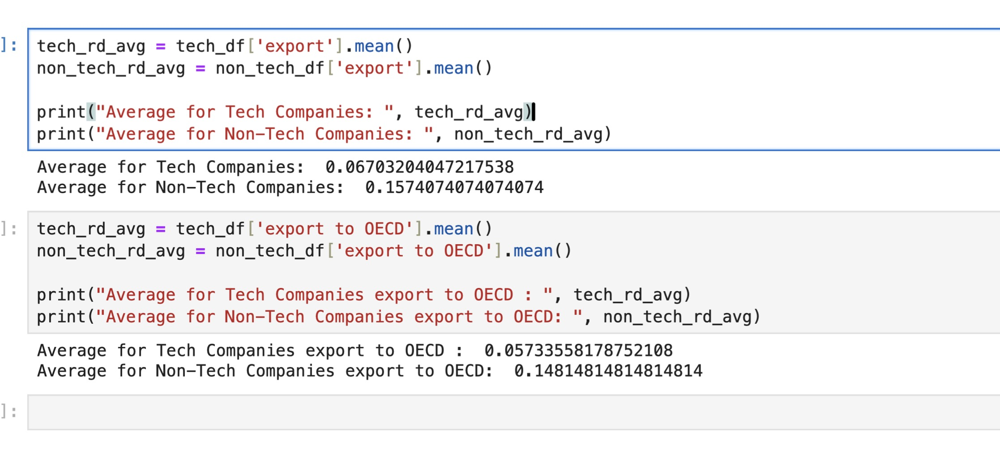 ]:
tech_rd_avg = tech_df['export'].mean()
non_tech_rd_avg = non_tech_df['export'].mean()
print("Average for Tech Companies: ", tech_rd_avg)
print("Average for Non-Tech Companies: ", non_tech_rd_avg)
Average for Tech Companies:  0.06703204047217538
Average for Non-Tech Companies:  0.1574074074074074
]:
tech_rd_avg = tech_df['export to OECD'].mean()
non_tech_rd_avg = non_tech_df['export to OECD'].mean()
print("Average for Tech Companies export to OECD : ", tech_rd_avg)
print("Average for Non-Tech Companies export to OECD: ", non_tech_rd_avg)
Average for Tech Companies export to OECD :  0.05733558178752108
Average for Non-Tech Companies export to OECD:  0.14814814814814814
]: